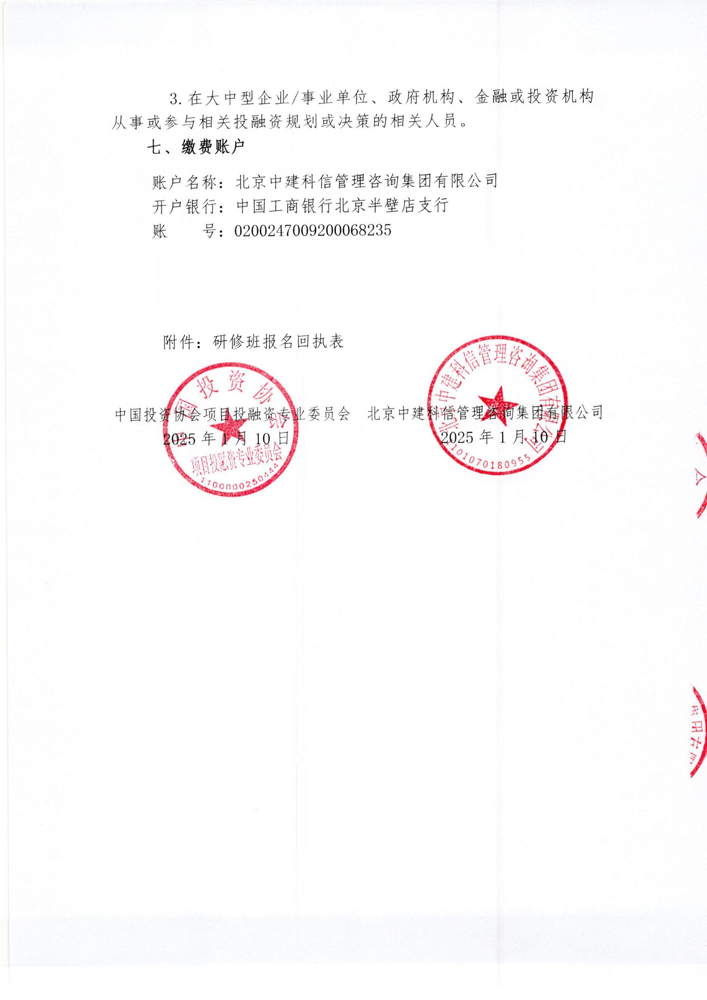 3.在大中型企业/事业单位、政府机构、金融或投资机构
从事或参与相关投融资规划或决策的相关人员。
七、缴费账户
账户名称：北京中建科信管理咨询集团有限公司
开户银行：中国工商银行北京半壁店支行
账　　号：0200247009200068235
附件：研修班报名回执表
中国投资协会项目投融资专业委员会　北京中建科信管理咨询集团有限公司
2025 年 1 月 10 日　2025 年 1 月 10 日
中国投资协会
项目投融资专业委员会
1100000250444
北京中建科信管理咨询集团有限公司
1101070180955